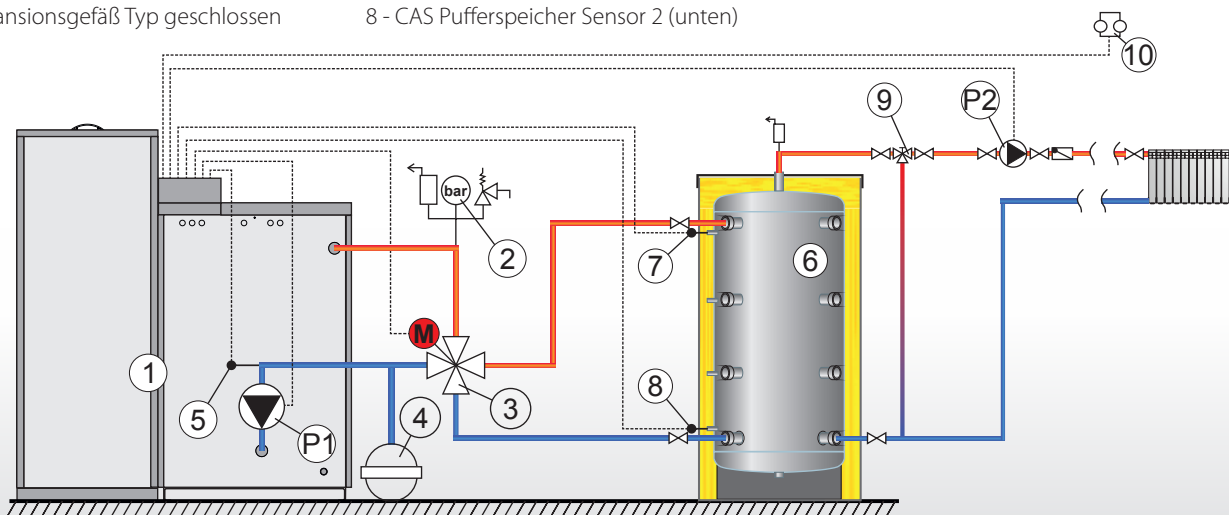 ansionsgefäß Typ geschlossen
8 - CAS Pufferspeicher Sensor 2 (unten)
10
9
P2
bar
2
7
6
M
1
5
3
8
4
P1